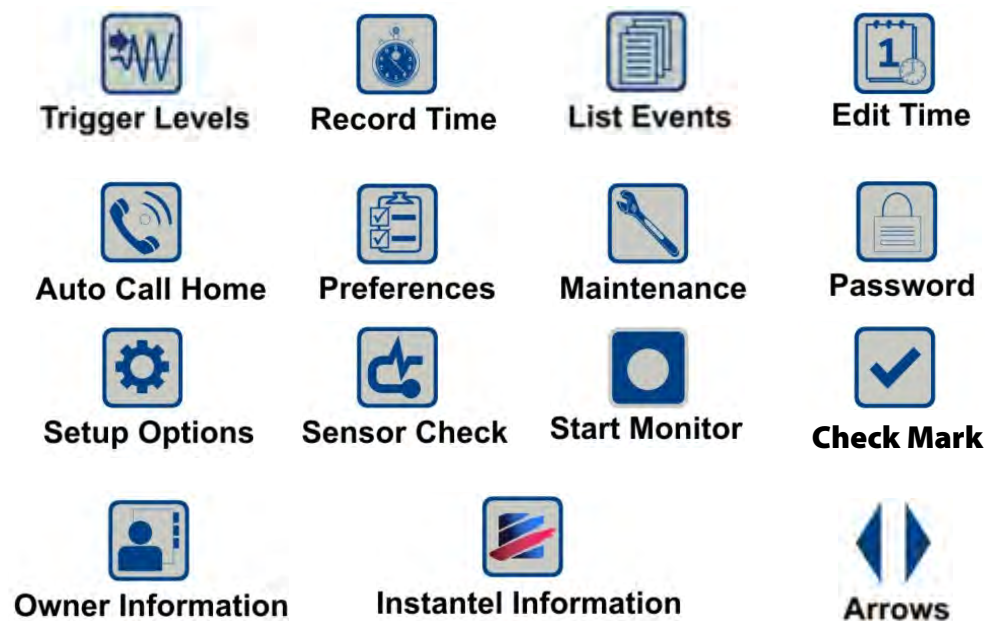 1
Trigger Levels
Record Time
List Events
Edit Time
Auto Call Home
Preferences
Maintenance
Password
Setup Options
Sensor Check
Start Monitor
Check Mark
Owner Information
Instantel Information
Arrows